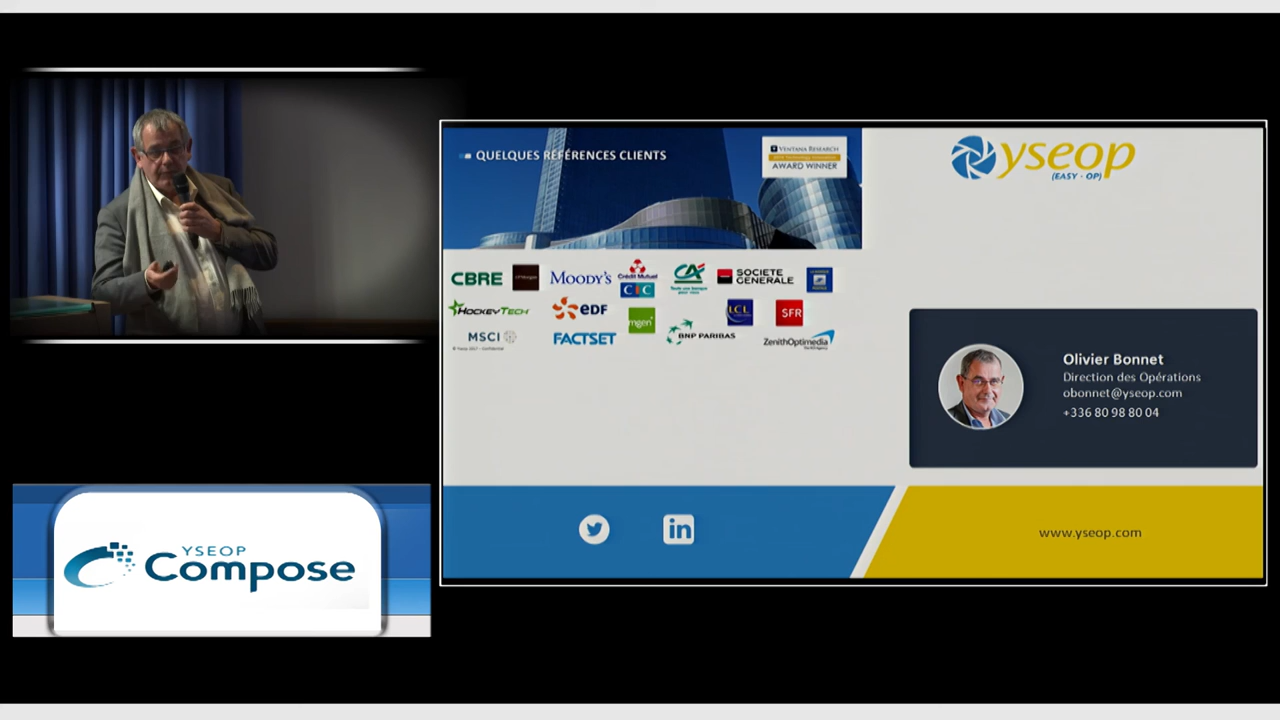 QUELQUES RÉFÉRENCES CLIENTS
VENTANA RESEARCH
AWARD WINNER
yseop
(EASY - OP)
CBRE
J.P.Morgan
MOODY'S
Crédit Mutuel
CIC
CA
Toute une banque
pour vous
SOCIETE
GENERALE
HOCKEYTECH
eDF
mgen
LCL
SFR
MSCI
FACTSET
BNP PARIBAS
ZenithOptimedia
Olivier Bonnet
Direction des Opérations
obonnet@yseop.com
+336 80 98 80 04
in
www.yseop.com
YSEOP
Compose